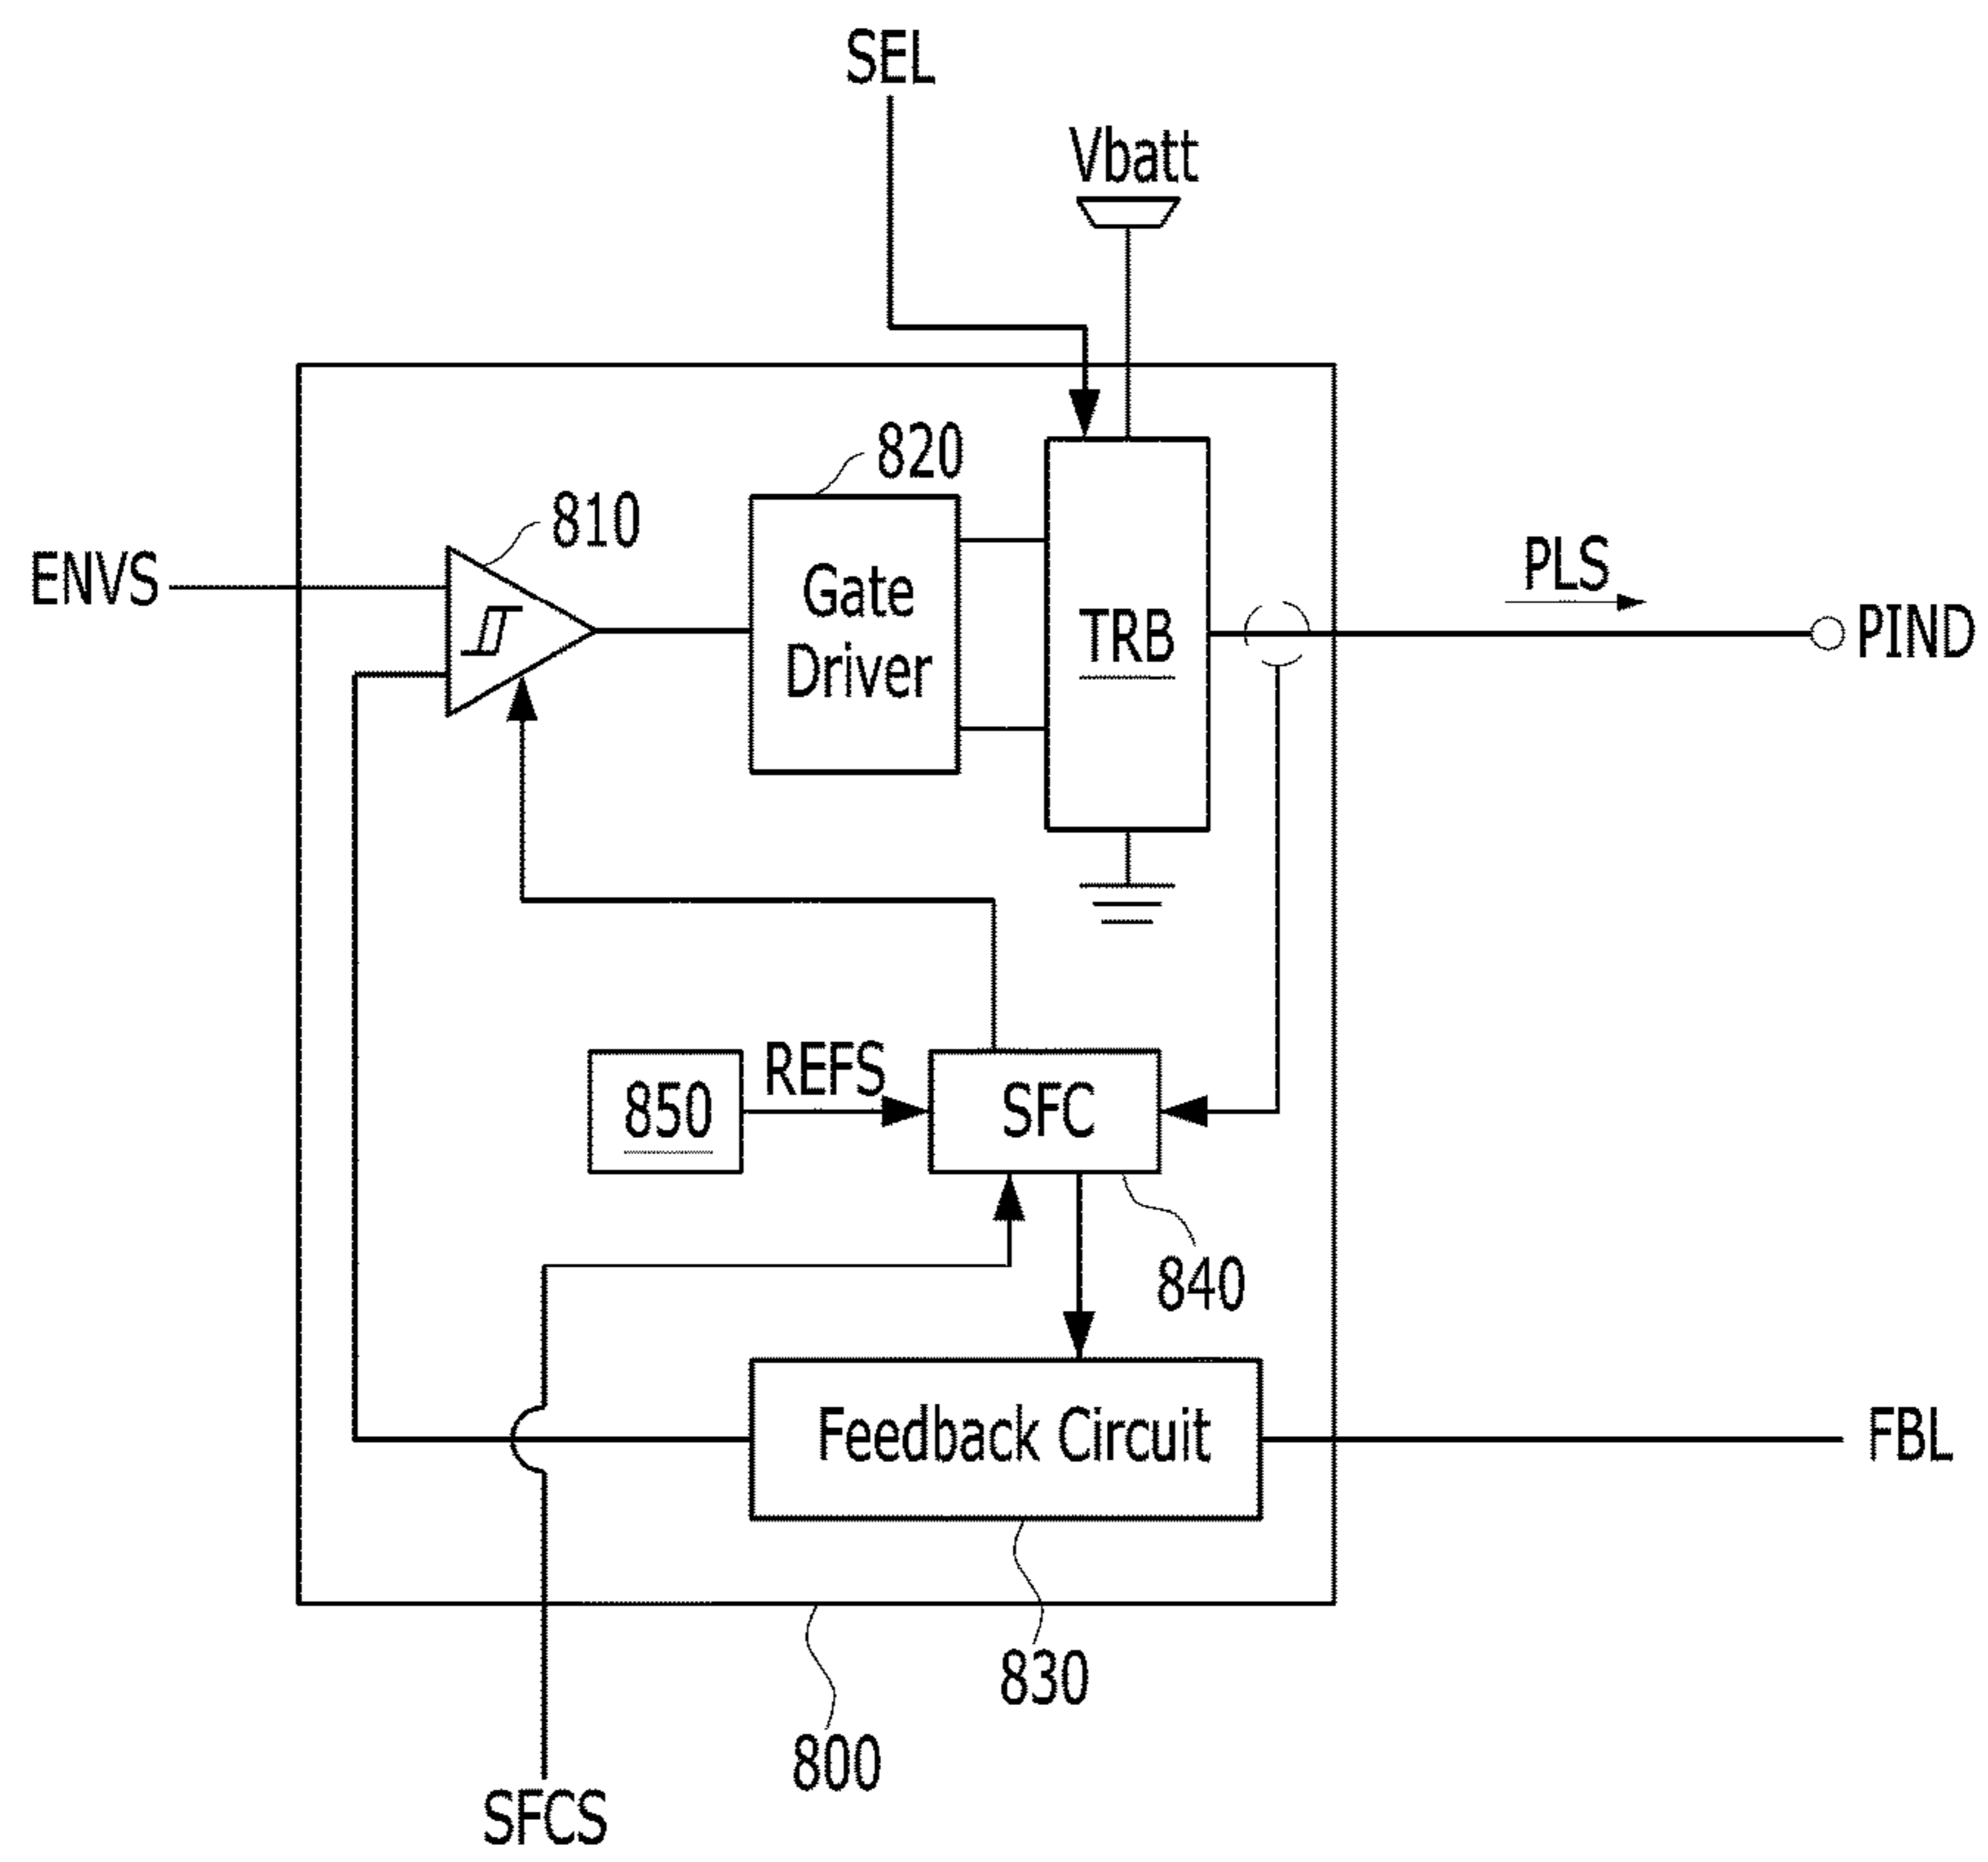 SEL
Vbatt
820
810
ENVS
Gate
Driver
TRB
PLS
PIND
850
REFS
SFC
840
Feedback Circuit
FBL
830
800
SFCS